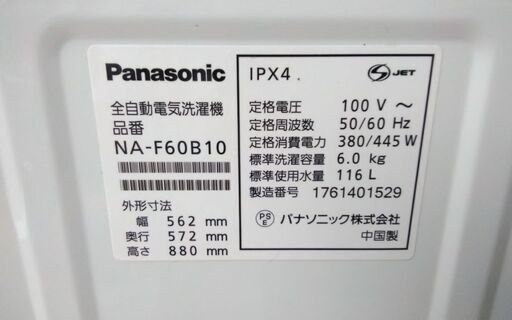 Panasonic
全自動電気洗濯機
品番
NA-F60B10
外形寸法
幅 562 mm
奥行 572 mm
高さ 880 mm
IPX4 .
S JET
定格電圧 100 V ～
定格周波数 50/60 Hz
定格消費電力 380/445 W
標準洗濯容量 6.0 kg
標準使用水量 116 L
製造番号 1761401529
PS E パナソニック株式会社
中国製